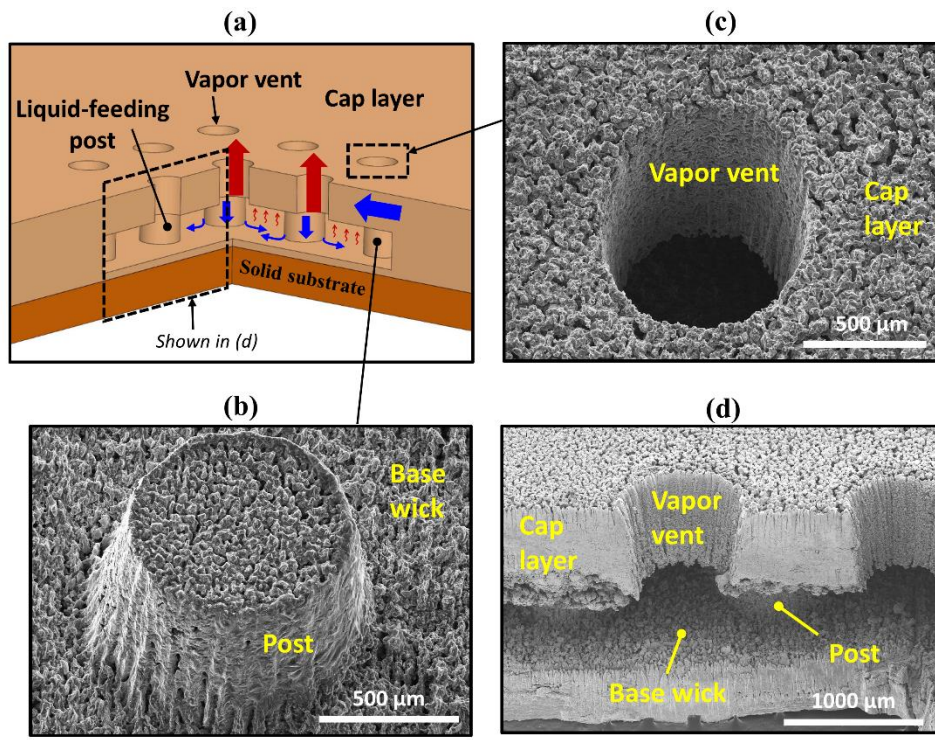 (a)
Vapor vent
Cap layer
Liquid-feeding
post
Solid substrate
Shown in (d)
(c)
Vapor vent
Cap
layer
500 μm
(b)
Base
wick
Post
500 μm
(d)
Vapor
vent
Cap
layer
Post
Base wick
1000 μm